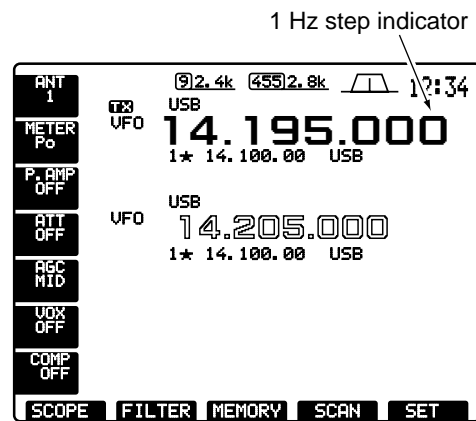 1 Hz step indicator
ANT 1
METER Po
P.AMP OFF
ATT OFF
AGC MID
VOX OFF
COMP OFF
9 2.4k 455 2.8k 12:34
TX USB
VFO 14.195.000
1★ 14.100.00 USB
USB
VFO 14.205.000
1★ 14.100.00 USB
SCOPE FILTER MEMORY SCAN SET